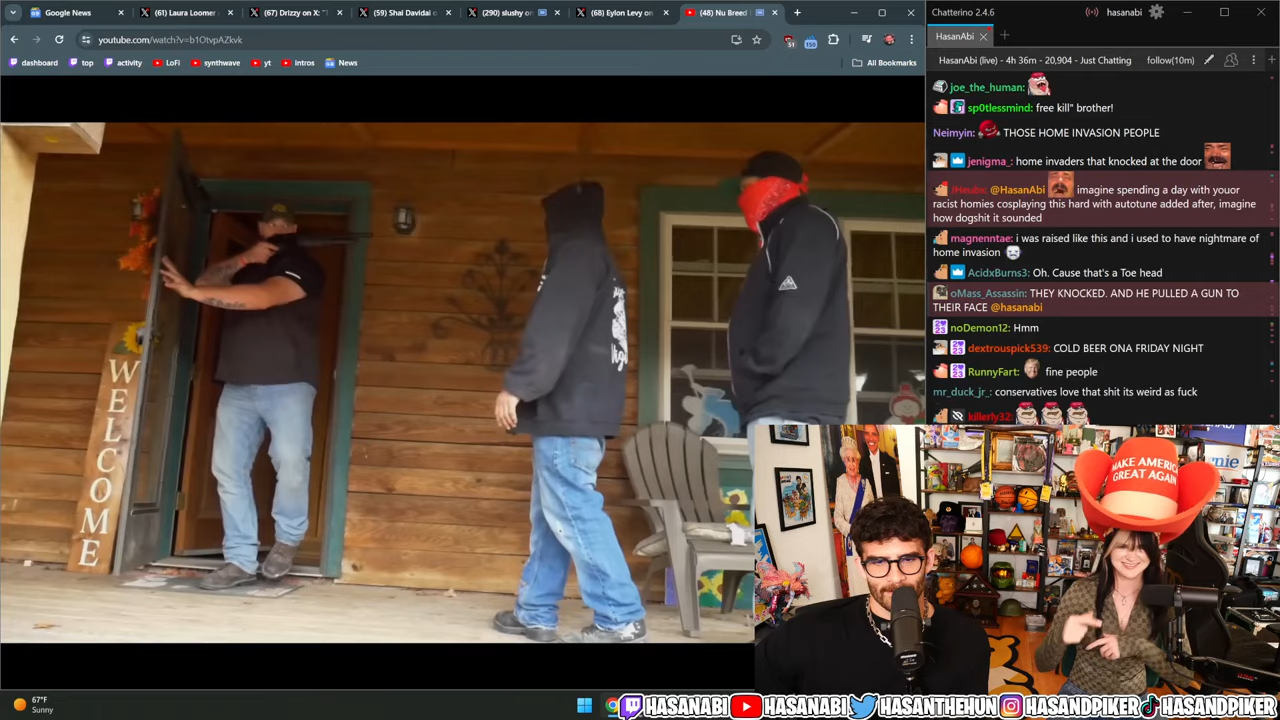 Google News
(61) Laura Loomer
(67) Drizzy on X: "
(59) Shai Davidai
(290) slushy on
(68) Eylon Levy on
(48) Nu Breed
youtube.com/watch?v=b1OtvpAZkvk
51
150
dashboard
top
activity
LoFi
synthwave
yt
intros
News
All Bookmarks
WELCOME
67°F
Sunny
Chatterino 2.4.6
hasanabi
HasanAbi
HasanAbi (live) - 4h 36m - 20,904 - Just Chatting
follow(10m)
joe_the_human:
sp0tlessmind: free kill" brother!
Neimyin: THOSE HOME INVASION PEOPLE
jenigma_: home invaders that knocked at the door
@HasanAbi imagine spending a day with youor
racist homies cosplaying this hard with autotune added after, imagine
how dogshit it sounded
magnenntae: i was raised like this and i used to have nightmare of
home invasion
AcidxBurns3: Oh. Cause that's a Toe head
oMass_Assassin: THEY KNOCKED. AND HE PULLED A GUN TO
THEIR FACE @hasanabi
noDemon12: Hmm
dextrouspick539: COLD BEER ONA FRIDAY NIGHT
RunnyFart: fine people
mr_duck_jr_: conservatives love that shit its weird as fuck
killerly32:
MAKE AMERICA
GREAT AGAIN
HASANABI
HASANABI
HASANTHEHUN
HASANDPIKER
HASANDPIKER